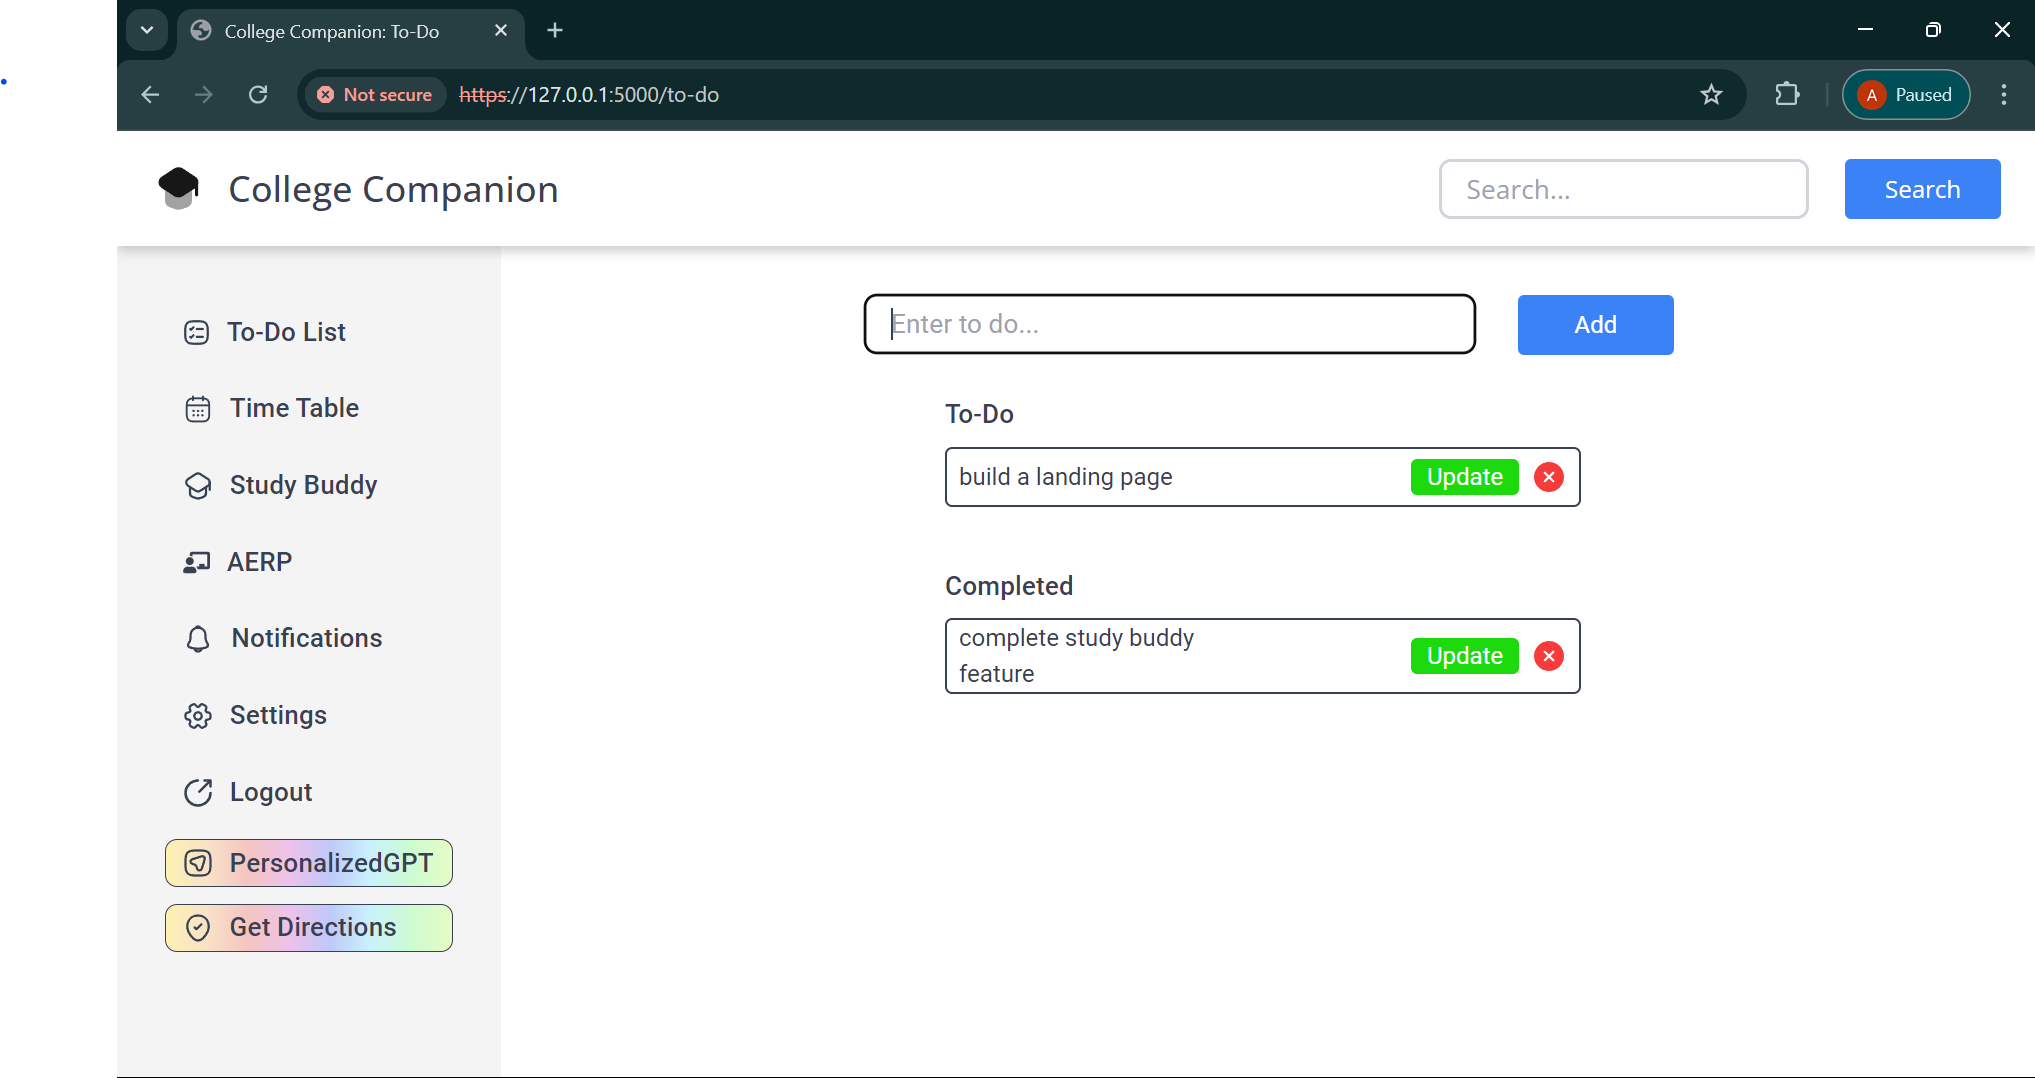 College Companion: To-Do
Not secure https://127.0.0.1:5000/to-do
A Paused
College Companion
Search...
Search
To-Do List
Time Table
Study Buddy
AERP
Notifications
Settings
Logout
PersonalizedGPT
Get Directions
Enter to do...
Add
To-Do
build a landing page
Update
Completed
complete study buddy
feature
Update